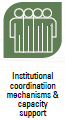 Institutional
coordination
mechanisms &
capacity
support